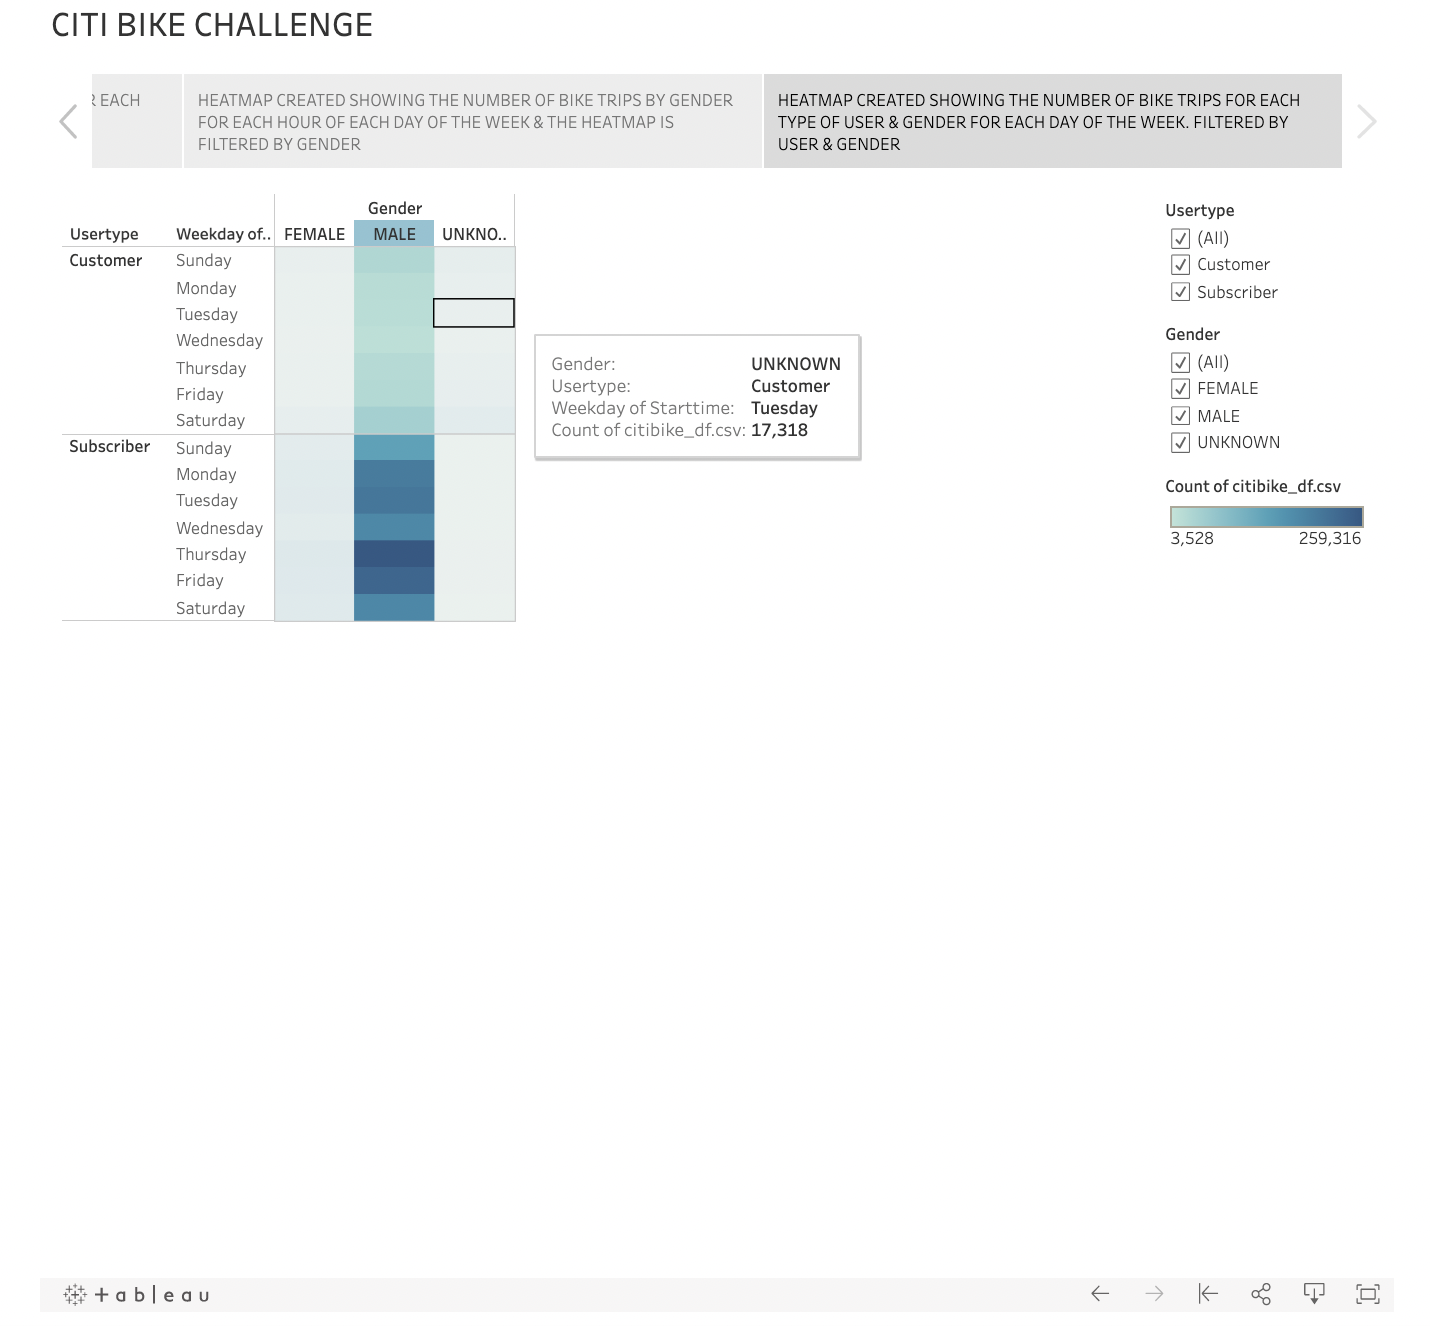 CITI BIKE CHALLENGE
R EACH
HEATMAP CREATED SHOWING THE NUMBER OF BIKE TRIPS BY GENDER
FOR EACH HOUR OF EACH DAY OF THE WEEK & THE HEATMAP IS
FILTERED BY GENDER
HEATMAP CREATED SHOWING THE NUMBER OF BIKE TRIPS FOR EACH
TYPE OF USER & GENDER FOR EACH DAY OF THE WEEK. FILTERED BY
USER & GENDER
Gender
Usertype Weekday of.. FEMALE MALE UNKNO..
Customer Sunday
Monday
Tuesday
Wednesday
Thursday
Friday
Saturday
Subscriber Sunday
Monday
Tuesday
Wednesday
Thursday
Friday
Saturday
Gender: UNKNOWN
Usertype: Customer
Weekday of Starttime: Tuesday
Count of citibike_df.csv: 17,318
Usertype
(All)
Customer
Subscriber
Gender
(All)
FEMALE
MALE
UNKNOWN
Count of citibike_df.csv
3,528 259,316
+ableau